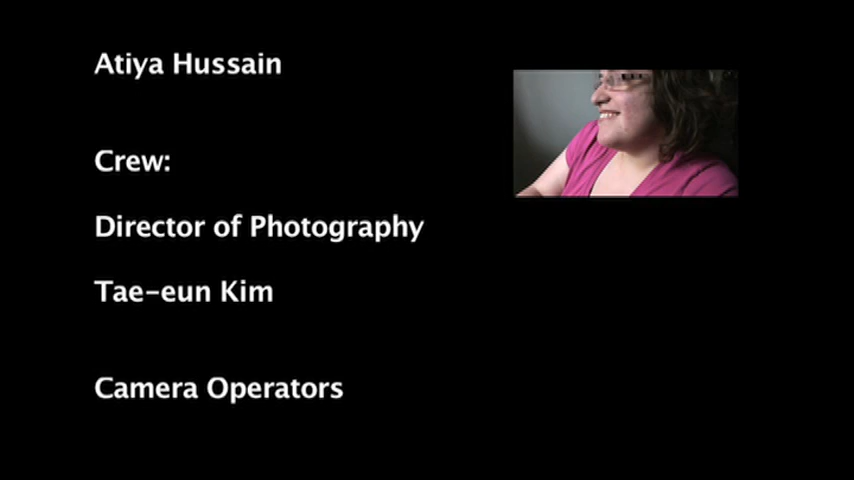 Atiya Hussain
Crew:
Director of Photography
Tae-eun Kim
Camera Operators